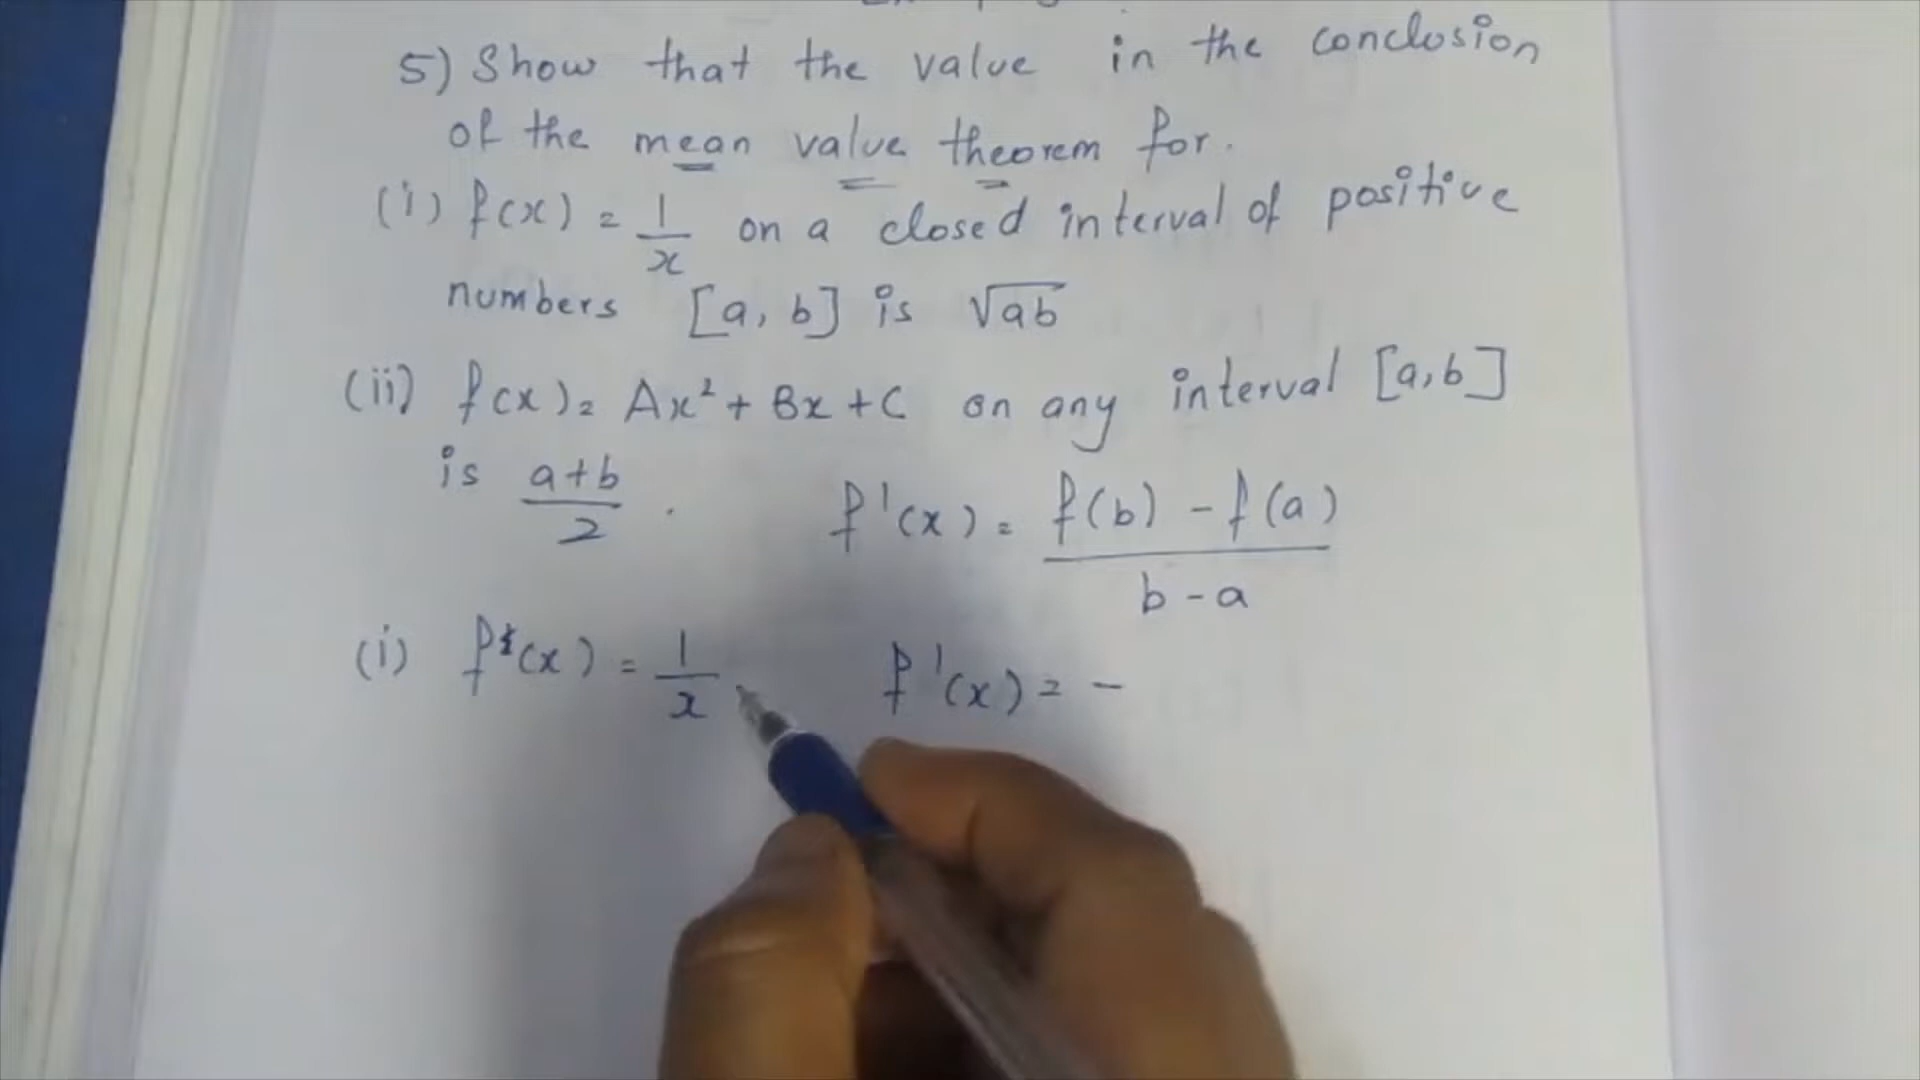 5) Show that the value in the conclusion
of the mean value theorem for.
(i) f(x) = 1/x on a closed interval of positive
numbers [a, b] is √ab
(ii) f(x) = Ax² + Bx + C on any interval [a,b]
is a+b/2 .
f'(x) = f(b) - f(a) / b - a
(i) f(x) = 1/x f'(x) = -